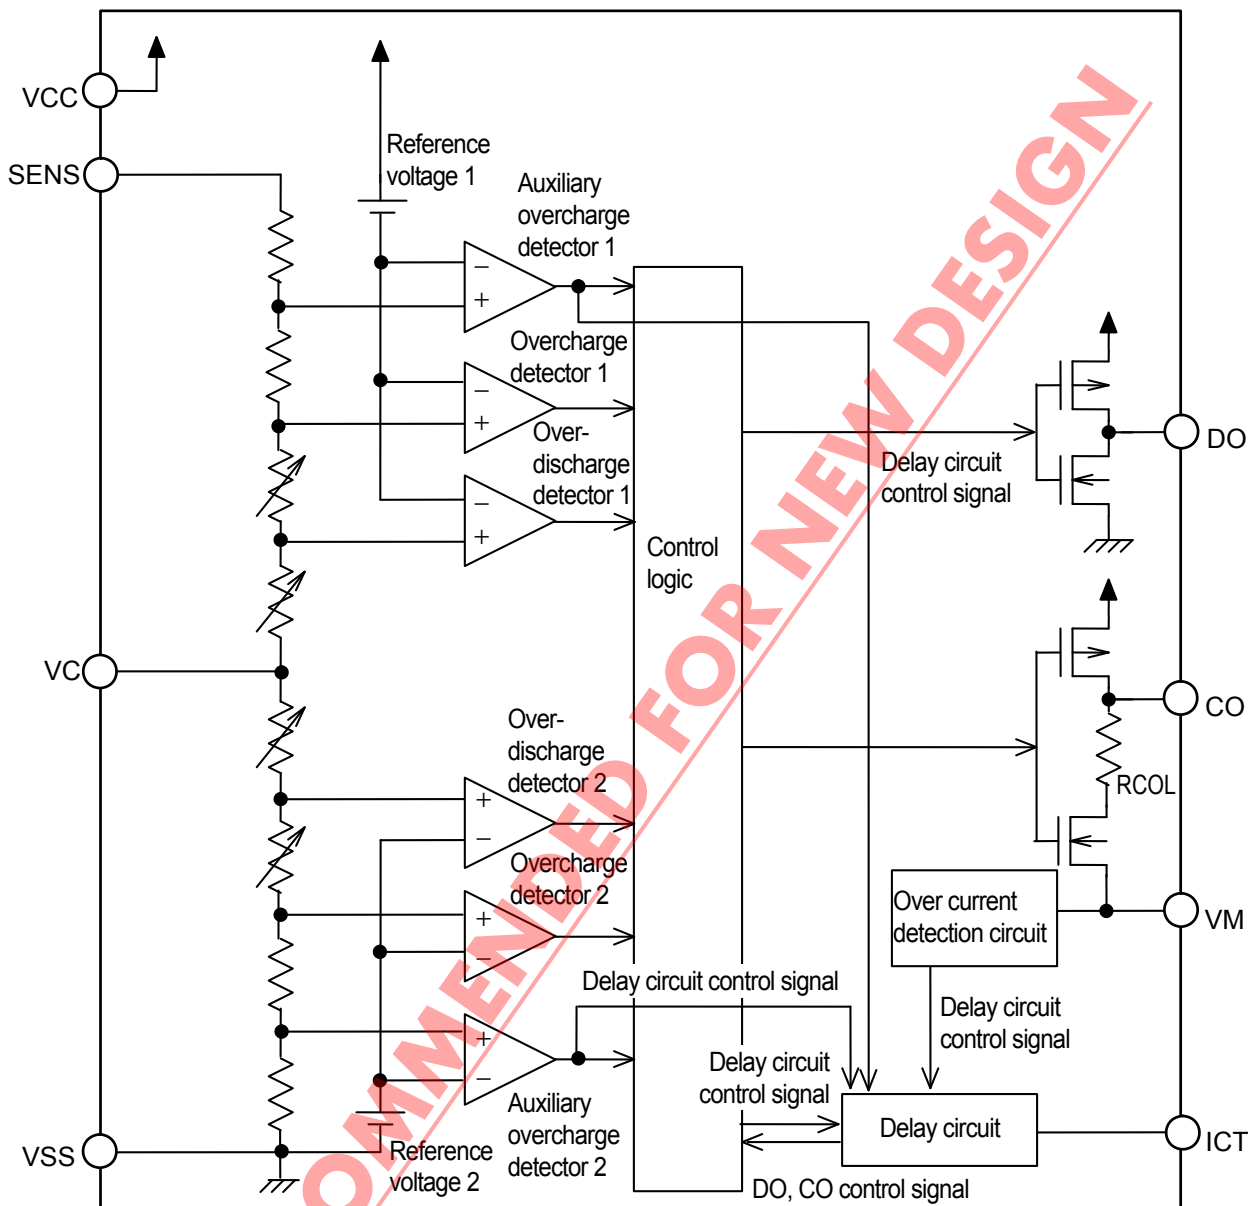 VCC
SENS
Reference
voltage 1
Auxiliary
overcharge
detector 1
Overcharge
detector 1
Over-
discharge
detector 1
Control
logic
Delay circuit
control signal
DO
VC
CO
RCOL
Over-
discharge
detector 2
Overcharge
detector 2
Over current
detection circuit
VM
Delay circuit control signal
Delay circuit
control signal
Delay circuit
control signal
Auxiliary
overcharge
detector 2
Delay circuit
ICT
VSS
Reference
voltage 2
DO, CO control signal
OMMENDED FOR NEW DESIGN